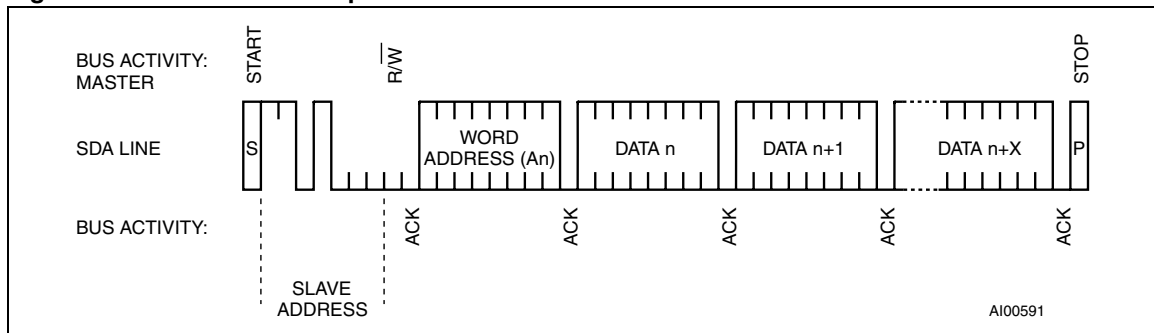 BUS ACTIVITY:
MASTER
START
R/W
STOP
SDA LINE
S
WORD
ADDRESS (An)
DATA n
DATA n+1
DATA n+X
P
BUS ACTIVITY:
ACK
ACK
ACK
ACK
ACK
SLAVE
ADDRESS
AI00591